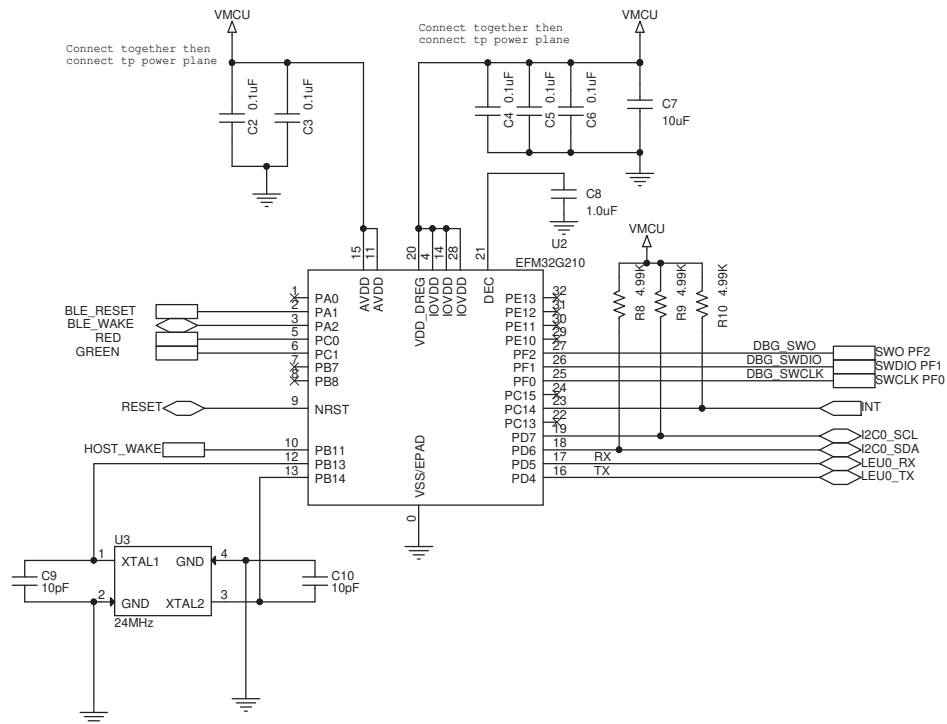 VMCU
VMCU
Connect together then
connect tp power plane
Connect together then
connect tp power plane
C2 0.1uF
C3 0.1uF
C4 0.1uF
C5 0.1uF
C6 0.1uF
C7
10uF
C8
1.0uF
VMCU
U2
EFM32G210
15
11
20
4
14
28
21
AVDD
AVDD
VDD_DREG
IOVDD
IOVDD
IOVDD
DEC
R8 4.99K
R9 4.99K
R10 4.99K
1 PA0
BLE_RESET 2 PA1
BLE_WAKE 3 PA2
RED 5 PC0
GREEN 6 PC1
7 PB7
8 PB8
RESET 9 NRST
HOST_WAKE 10 PB11
12 PB13
13 PB14
PE13 32
PE12 31
PE11 30
PE10 29
PF2 27 DBG_SWO SWO PF2
PF1 26 DBG_SWDIO SWDIO PF1
PF0 25 DBG_SWCLK SWCLK PF0
PC15 24
PC14 23 INT
PC13 22
PD7 19 I2C0_SCL
PD6 18 I2C0_SDA
PD5 17 RX LEU0_RX
PD4 16 TX LEU0_TX
VSS/EPAD
0
U3
1 XTAL1 GND 4
2 GND XTAL2 3
24MHz
C9
10pF
C10
10pF